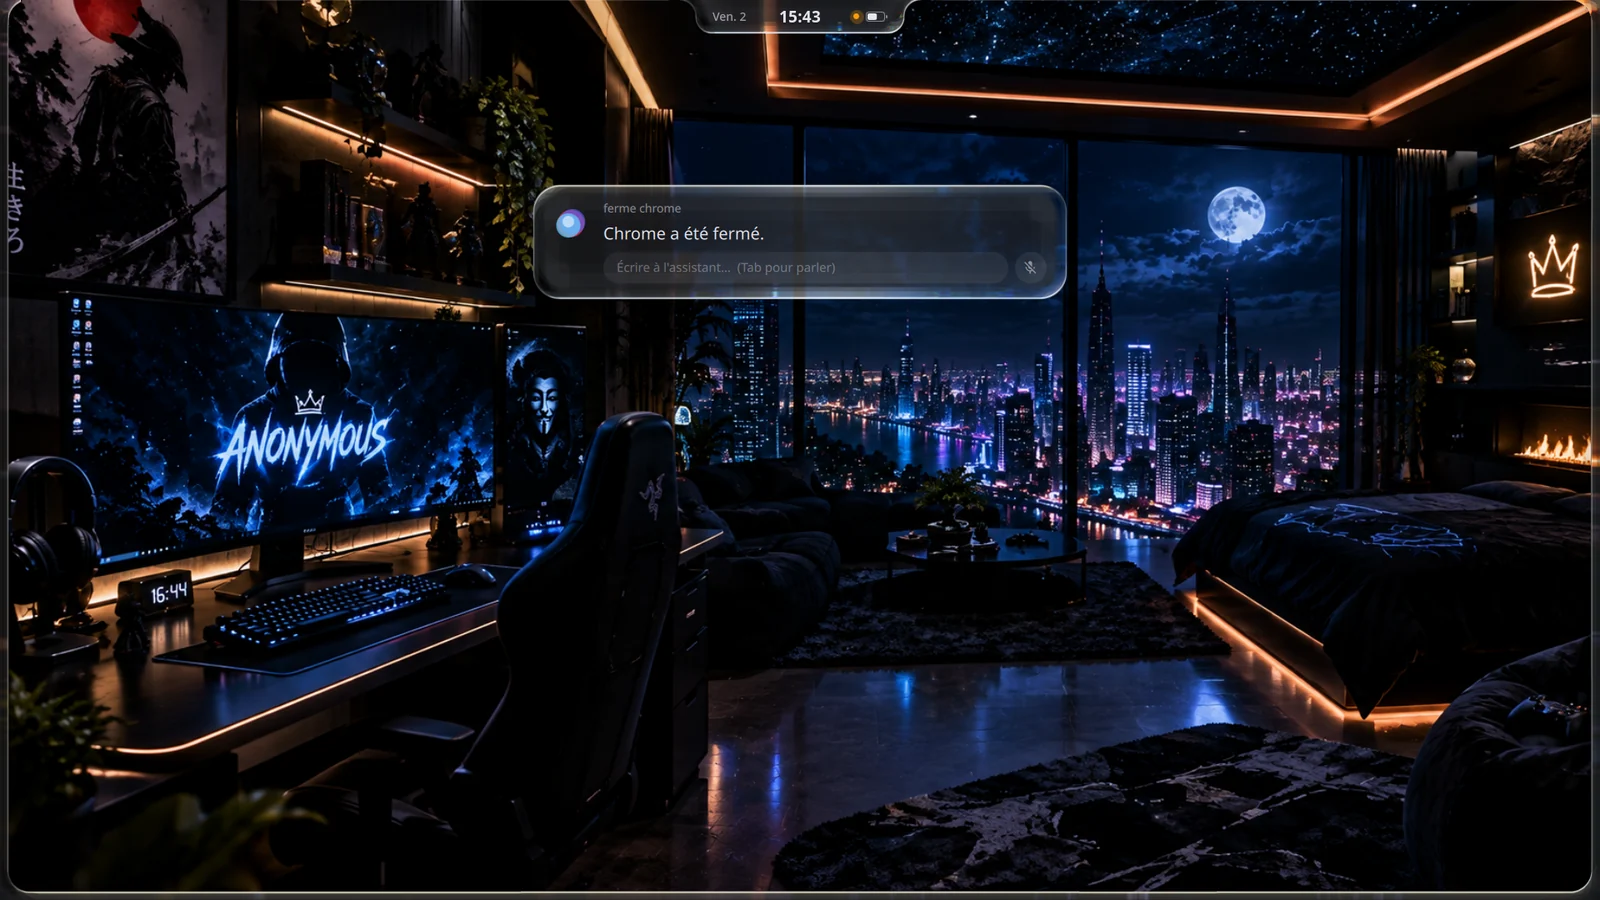 Ven. 2
15:43
ferme chrome
Chrome a été fermé.
Écrire à l'assistant... (Tab pour parler)
ANONYMOUS
16:44